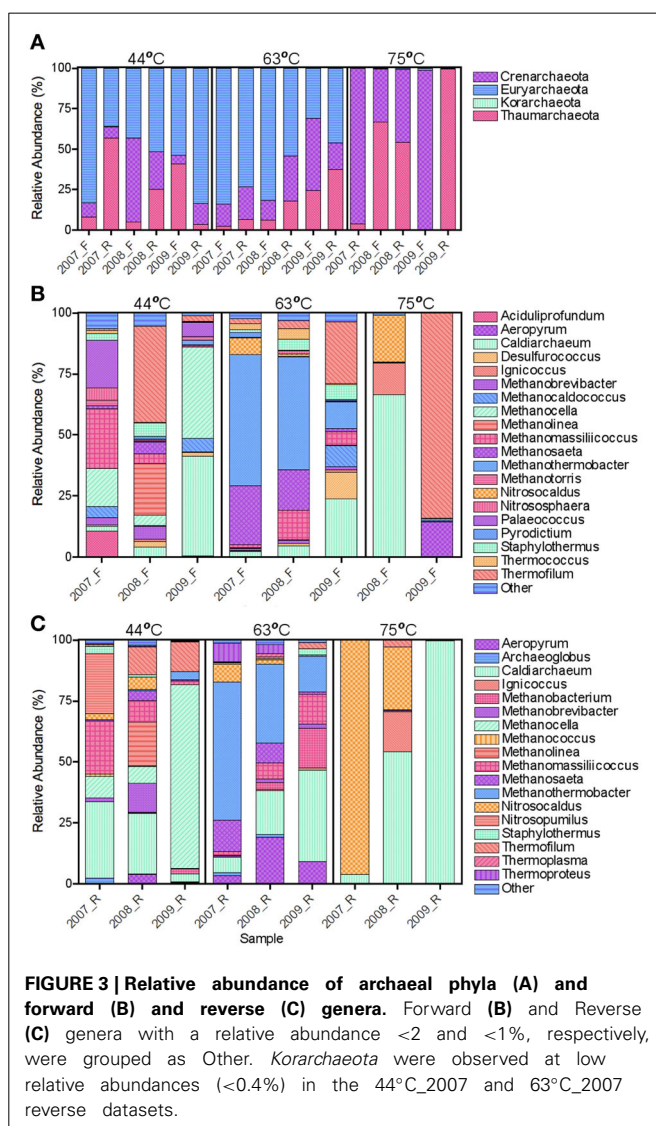 A
44°C
63°C
75°C
Relative Abundance (%)
100
75
50
25
0
2007_F
2007_R
2008_F
2008_R
2009_F
2009_R
2007_F
2007_R
2008_F
2008_R
2009_F
2009_R
2007_F
2008_F
2008_R
2009_F
2009_R
Crenarchaeota
Euryarchaeota
Korarchaeota
Thaumarchaeota
B
44°C
63°C
75°C
Relative Abundance (%)
100
75
50
25
0
2007_F
2008_F
2009_F
2007_F
2008_F
2009_F
2008_F
2009_F
Aciduliprofundum
Aeropyrum
Caldiarchaeum
Desulfurococcus
Ignicoccus
Methanobrevibacter
Methanocaldococcus
Methanocella
Methanolinea
Methanomassiliicoccus
Methanosaeta
Methanothermobacter
Methanotorris
Nitrosocaldus
Nitrososphaera
Palaeococcus
Pyrodictium
Staphylothermus
Thermococcus
Thermofilum
Other
C
44°C
63°C
75°C
Relative Abundance (%)
100
75
50
25
0
2007_R
2008_R
2009_R
2007_R
2008_R
2009_R
2007_R
2008_R
2009_R
Sample
Aeropyrum
Archaeoglobus
Caldiarchaeum
Ignicoccus
Methanobacterium
Methanobrevibacter
Methanocella
Methanococcus
Methanolinea
Methanomassiliicoccus
Methanosaeta
Methanothermobacter
Nitrosocaldus
Nitrosopumilus
Staphylothermus
Thermofilum
Thermoplasma
Thermoproteus
Other
FIGURE 3 | Relative abundance of archaeal phyla (A) and
forward (B) and reverse (C) genera. Forward (B) and Reverse
(C) genera with a relative abundance <2 and <1%, respectively,
were grouped as Other. Korarchaeota were observed at low
relative abundances (<0.4%) in the 44°C_2007 and 63°C_2007
reverse datasets.